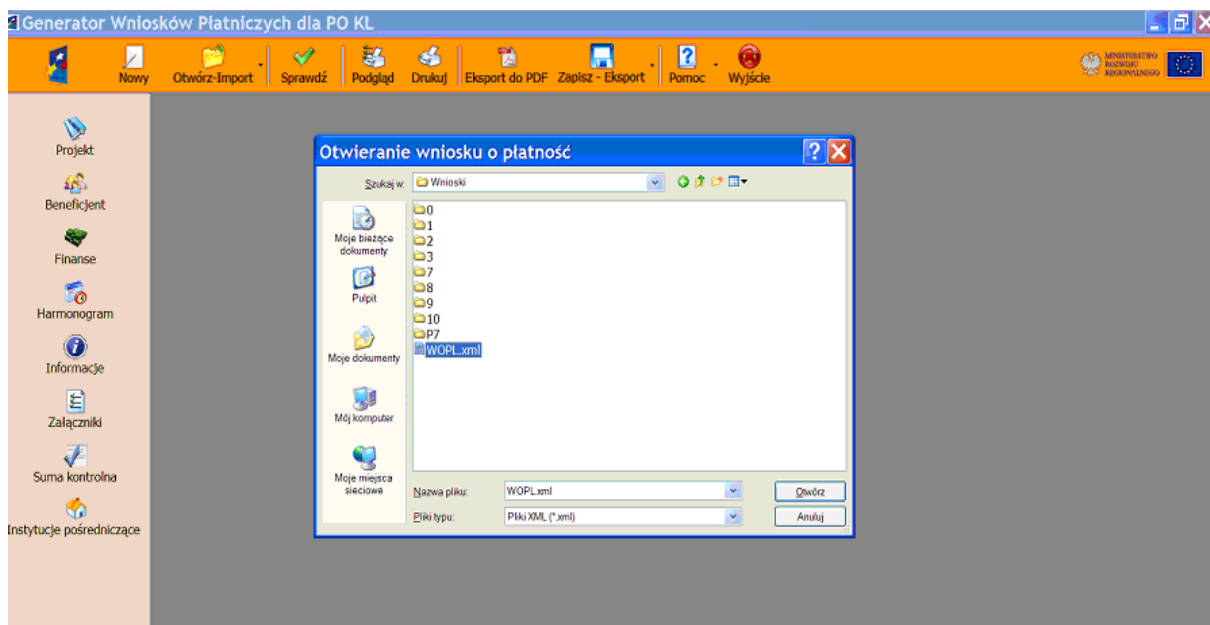 Generator Wniosków Płatniczych dla PO KL
Nowy
Otwórz-Import
Sprawdź
Podgląd
Drukuj
Eksport do PDF
Zapisz - Eksport
Pomoc
Wyjście
MINISTERSTWO
ROZWOJU
REGIONALNEGO
Projekt
Beneficjent
Finanse
Harmonogram
Informacje
Załączniki
Suma kontrolna
Instytucje pośredniczące
Otwieranie wniosku o płatność
Szukaj w:
Wnioski
Moje bieżące
dokumenty
Pulpit
Moje dokumenty
Mój komputer
Moje miejsca
sieciowe
0
1
2
3
7
8
9
10
P7
WOPL.xml
Nazwa pliku:
WOPL.xml
Otwórz
Pliki typu:
Pliki XML (*.xml)
Anuluj